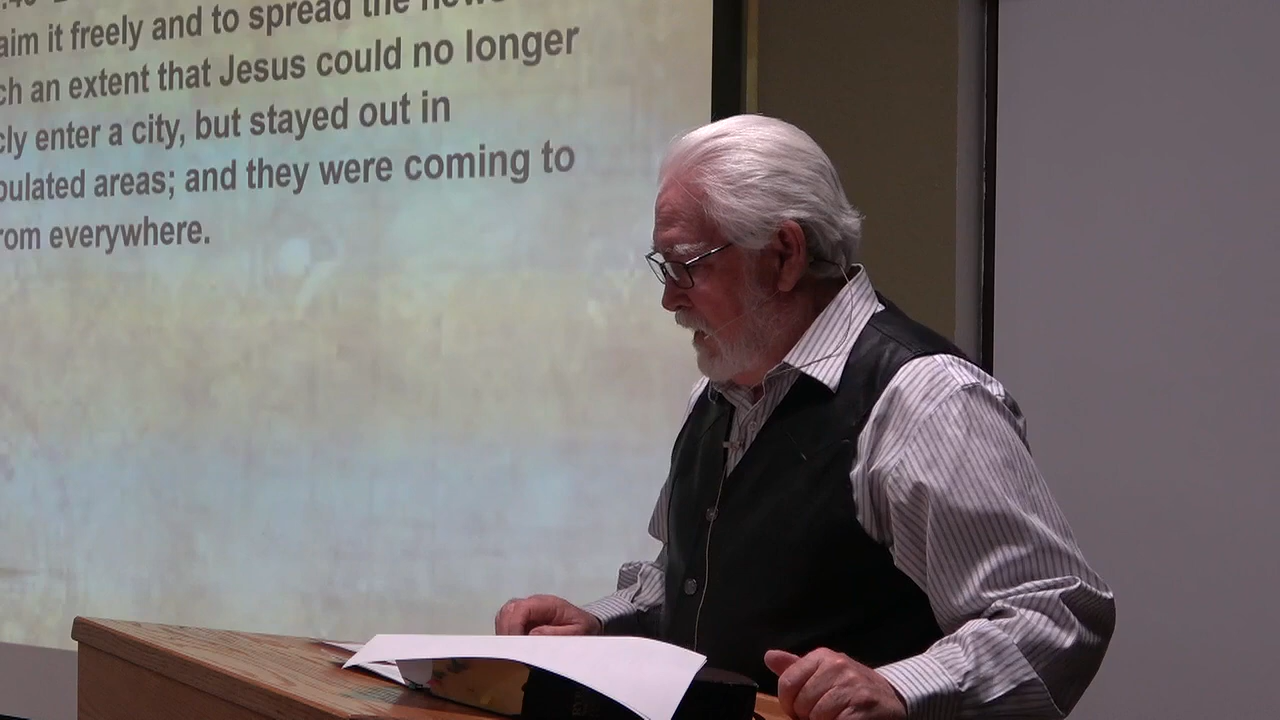 aim it freely and to spread the news
ch an extent that Jesus could no longer
cly enter a city, but stayed out in
pulated areas; and they were coming to
rom everywhere.